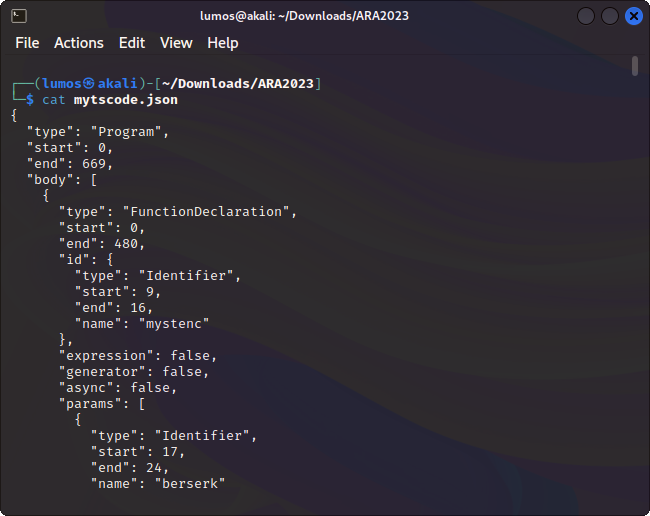 lumos@akali: ~/Downloads/ARA2023
File Actions Edit View Help
┌──(lumos㉿akali)-[~/Downloads/ARA2023]
└─$ cat mytscode.json
{
  "type": "Program",
  "start": 0,
  "end": 669,
  "body": [
    {
      "type": "FunctionDeclaration",
      "start": 0,
      "end": 480,
      "id": {
        "type": "Identifier",
        "start": 9,
        "end": 16,
        "name": "mystenc"
      },
      "expression": false,
      "generator": false,
      "async": false,
      "params": [
        {
          "type": "Identifier",
          "start": 17,
          "end": 24,
          "name": "berserk"